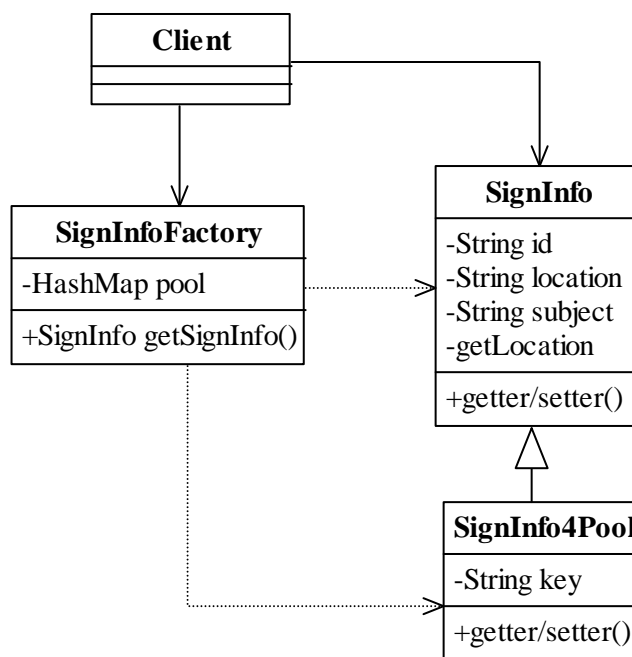 Client
SignInfoFactory
-HashMap pool
+SignInfo getSignInfo()
SignInfo
-String id
-String location
-String subject
-getLocation
+getter/setter()
SignInfo4Pool
-String key
+getter/setter()